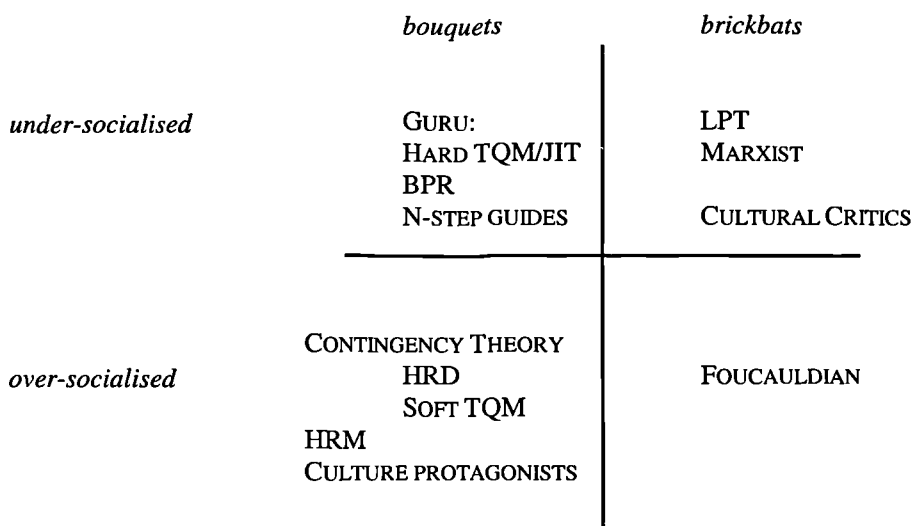 bouquets brickbats
under-socialised
GURU: LPT
HARD TQM/JIT MARXIST
BPR
N-STEP GUIDES CULTURAL CRITICS
CONTINGENCY THEORY
over-socialised HRD FOUCAULDIAN
SOFT TQM
HRM
CULTURE PROTAGONISTS